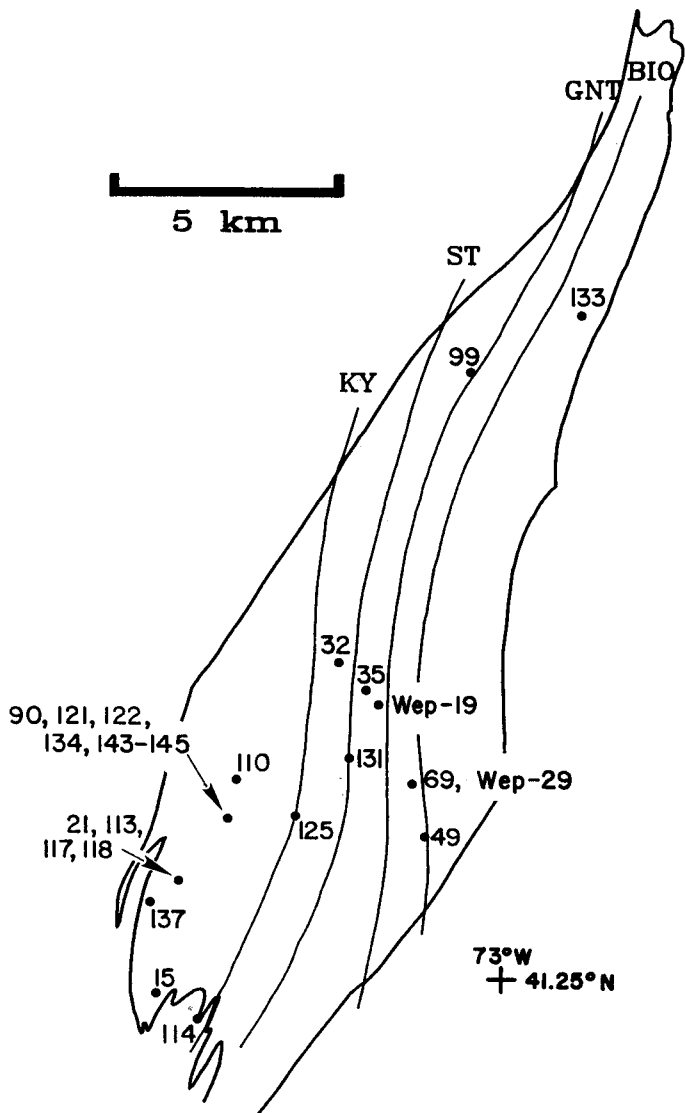 BIO
GNT
5 km
ST
133
99
KY
32
35
Wep-19
90, 121, 122,
134, 143-145
110
131
69, Wep-29
21, 113,
117, 118
125
49
137
73°W
41.25°N
15
114